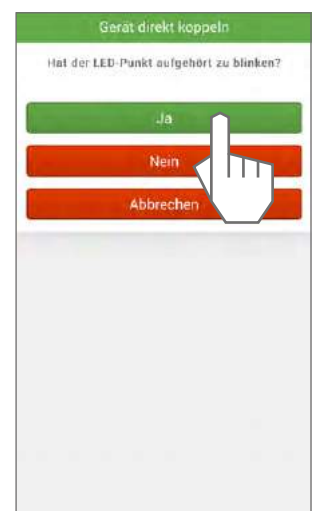 Gerät direkt koppeln
Hat der LED-Punkt aufgehört zu blinken?
Ja
Nein
Abbrechen